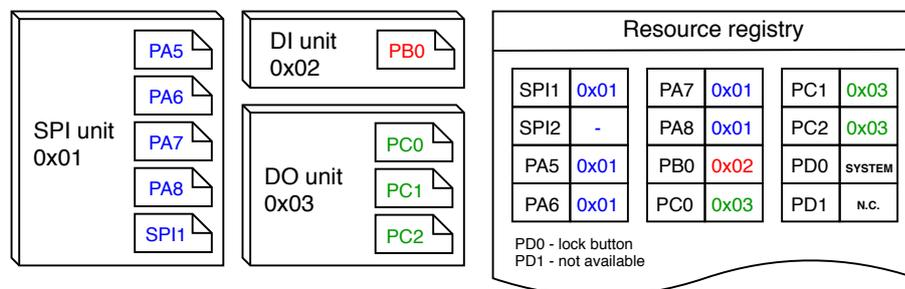 SPI unit
0x01
PA5
PA6
PA7
PA8
SPI1
DI unit
0x02
PB0
DO unit
0x03
PC0
PC1
PC2
Resource registry
SPI1 0x01 PA7 0x01 PC1 0x03
SPI2 - PA8 0x01 PC2 0x03
PA5 0x01 PB0 0x02 PD0 SYSTEM
PA6 0x01 PC0 0x03 PD1 N.C.
PD0 - lock button
PD1 - not available